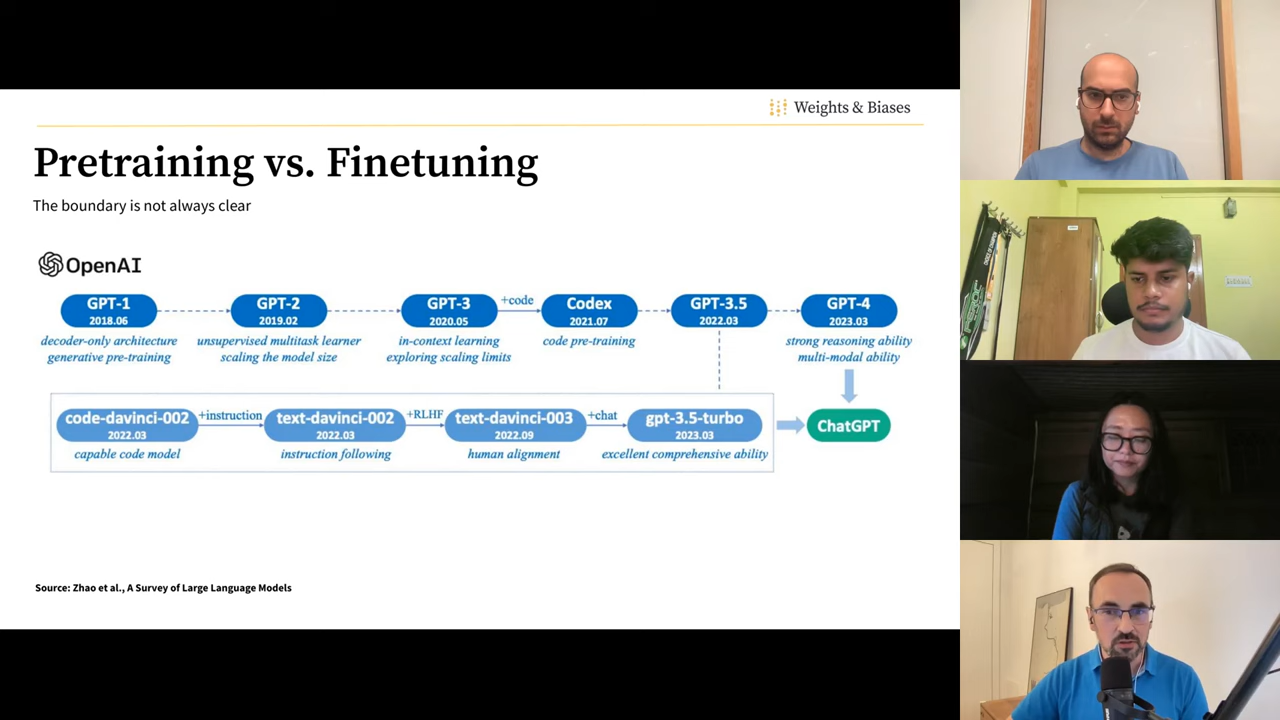 Weights & Biases
Pretraining vs. Finetuning
The boundary is not always clear
OpenAI
GPT-1
2018.06
decoder-only architecture
generative pre-training
GPT-2
2019.02
unsupervised multitask learner
scaling the model size
GPT-3
2020.05
in-context learning
exploring scaling limits
+code
Codex
2021.07
code pre-training
GPT-3.5
2022.03
GPT-4
2023.03
strong reasoning ability
multi-modal ability
code-davinci-002
2022.03
capable code model
+instruction
text-davinci-002
2022.03
instruction following
+RLHF
text-davinci-003
2022.09
human alignment
+chat
gpt-3.5-turbo
2023.03
excellent comprehensive ability
ChatGPT
Source: Zhao et al., A Survey of Large Language Models